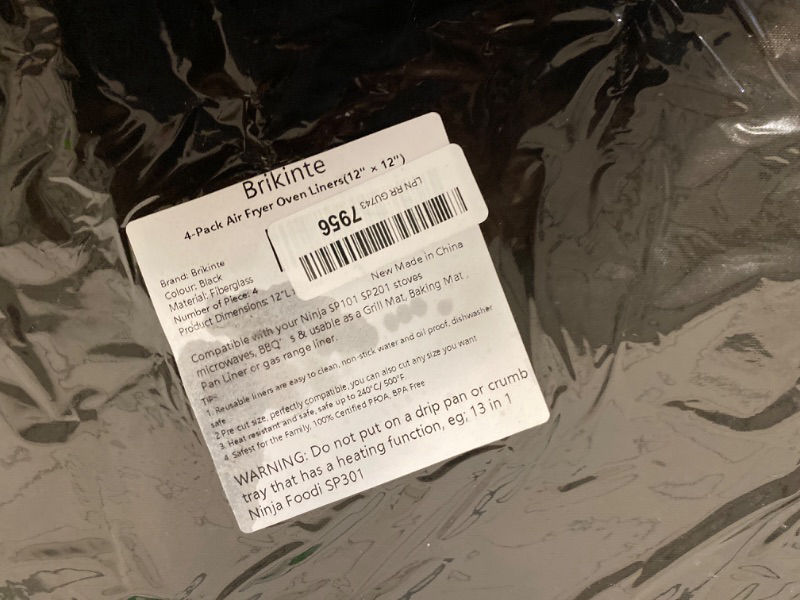 Brikinte
4-Pack Air Fryer Oven Liners(12" × 12")
LPN RR GU743
7956
Brand: Brikinte
Colour: Black
Material: Fiberglass
Number of Piece: 4
Product Dimensions: 12"L
New Made in China
Compatible with your Ninja SP101 SP201 stoves
microwaves, BBQ' s & usable as a Grill Mat, Baking Mat,
Pan Liner or gas range liner.
TIP:
1. Reusable liners are easy to clean, non-stick water and oil proof, dishwasher
safe
2.Pre cut size, perfectly compatible, you can also cut any size you want
3. Heat resistant and safe, safe up to 240°C/ 500°F
4. Safest for the Family, 100% Certified PFOA, BPA Free
WARNING: Do not put on a drip pan or crumb
tray that has a heating function, eg; 13 in 1
Ninja Foodi SP301